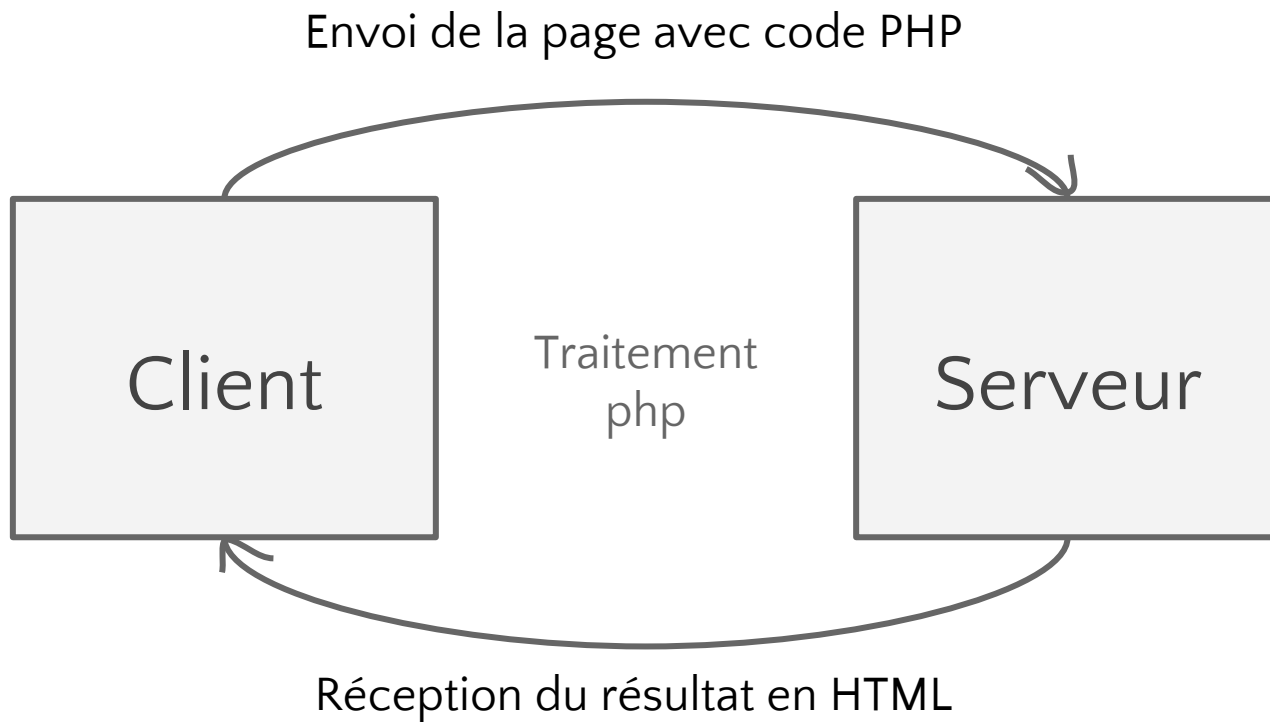 Envoi de la page avec code PHP
Client
Traitement
php
Serveur
Réception du résultat en HTML